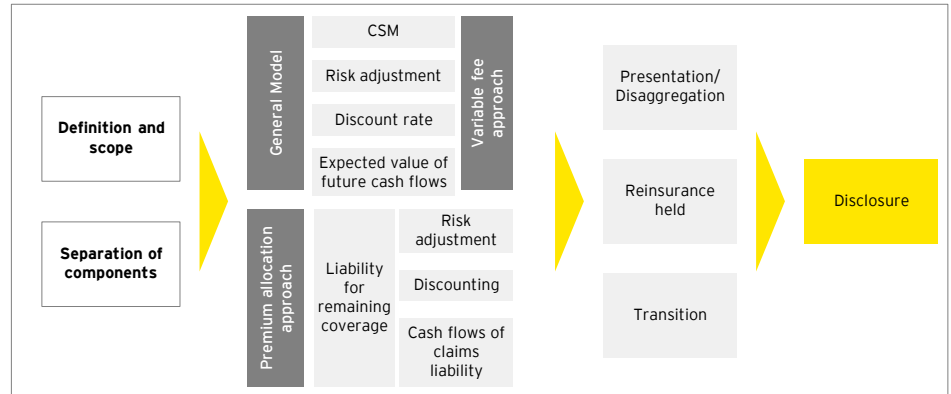 Definition and
scope
Separation of
components
General Model
CSM
Risk adjustment
Discount rate
Expected value of
future cash flows
Variable fee
approach
Premium allocation
approach
Liability
for
remaining
coverage
Risk
adjustment
Discounting
Cash flows of
claims
liability
Presentation/
Disaggregation
Reinsurance
held
Transition
Disclosure